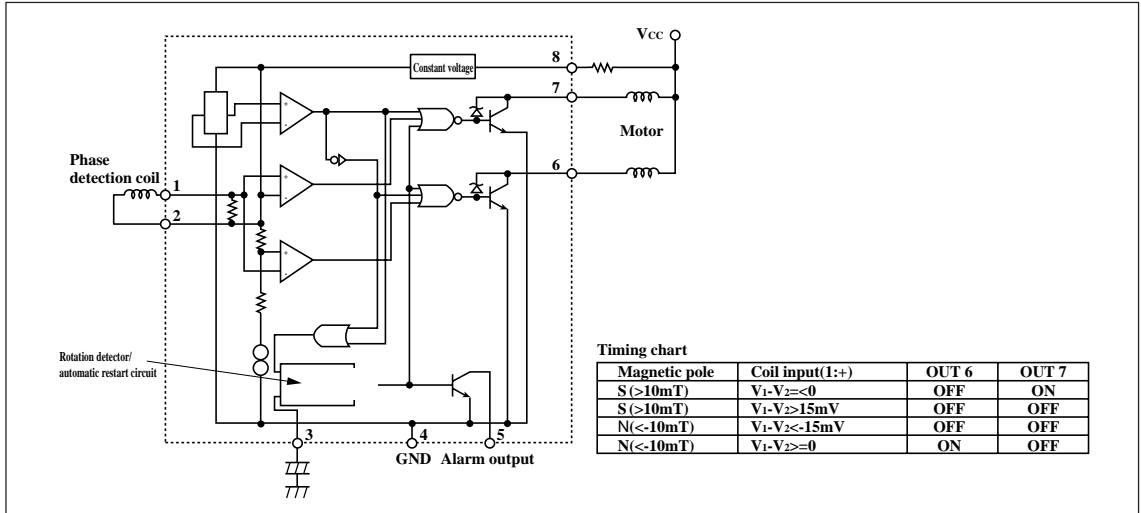 Vcc
8
Constant voltage
7
+
-
Motor
Phase
detection coil
6
1
+
-
2
+
-
Rotation detector/
automatic restart circuit
3
4
5
GND
Alarm output
Timing chart
Magnetic pole Coil input(1:+) OUT 6 OUT 7
S (>10mT) V1-V2=<0 OFF ON
S (>10mT) V1-V2>15mV OFF OFF
N(<-10mT) V1-V2<-15mV OFF OFF
N(<-10mT) V1-V2>=0 ON OFF